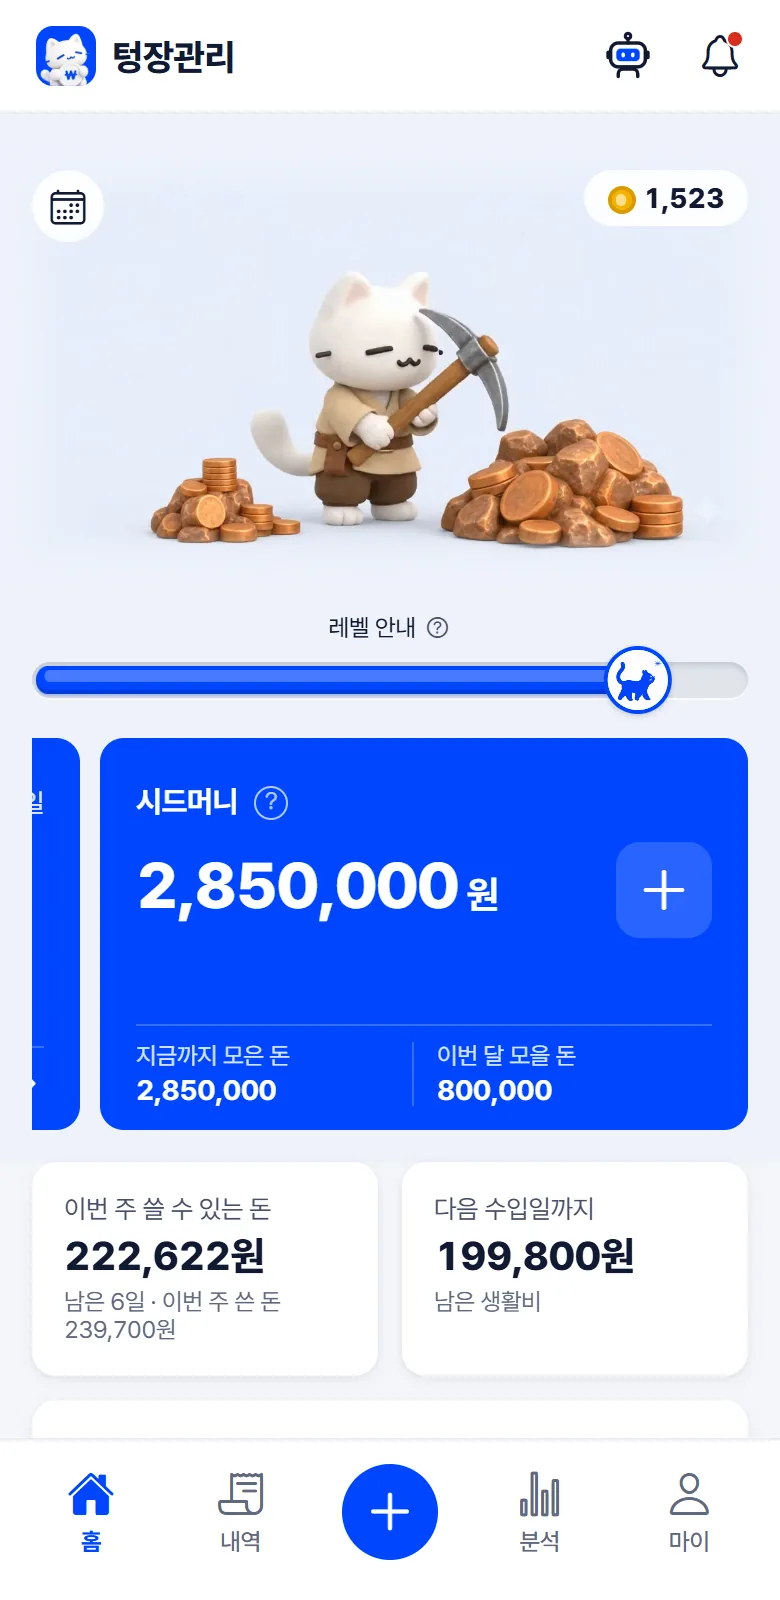 텅장관리
1,523
레벨 안내 ?
일
시드머니 ?
2,850,000 원
지금까지 모은 돈
2,850,000
이번 달 모을 돈
800,000
이번 주 쓸 수 있는 돈
222,622원
남은 6일 · 이번 주 쓴 돈
239,700원
다음 수입일까지
199,800원
남은 생활비
홈
내역
분석
마이